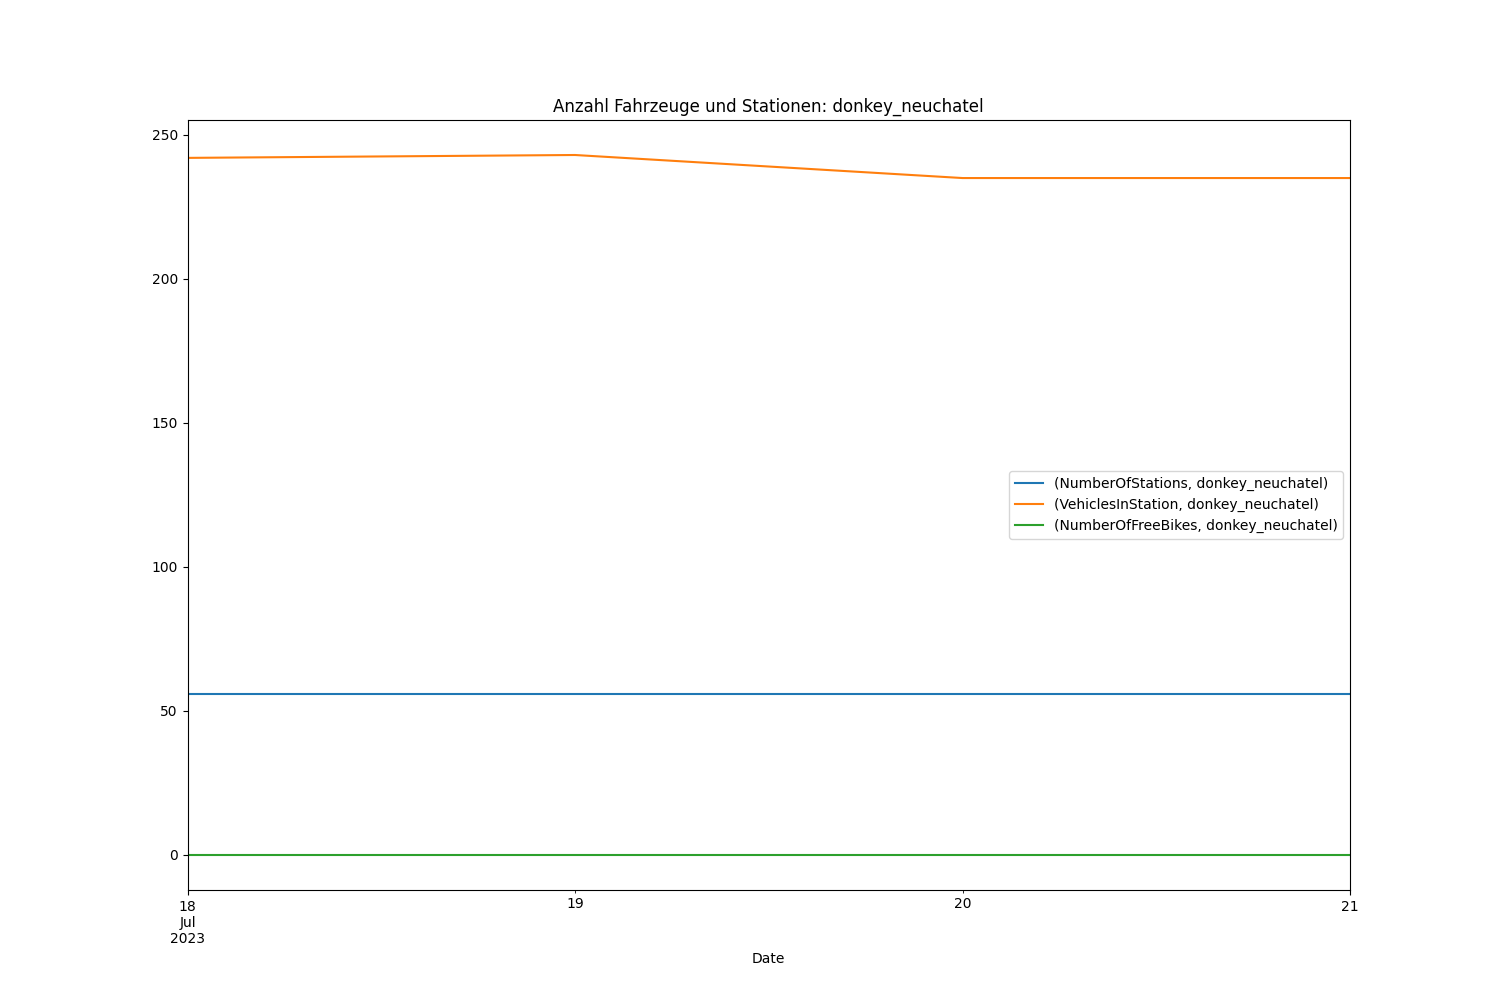 Anzahl Fahrzeuge und Stationen: donkey_neuchatel
250
200
150
100
50
0
(NumberOfStations, donkey_neuchatel)
(VehiclesInStation, donkey_neuchatel)
(NumberOfFreeBikes, donkey_neuchatel)
18 19 20 21
Jul
2023
Date